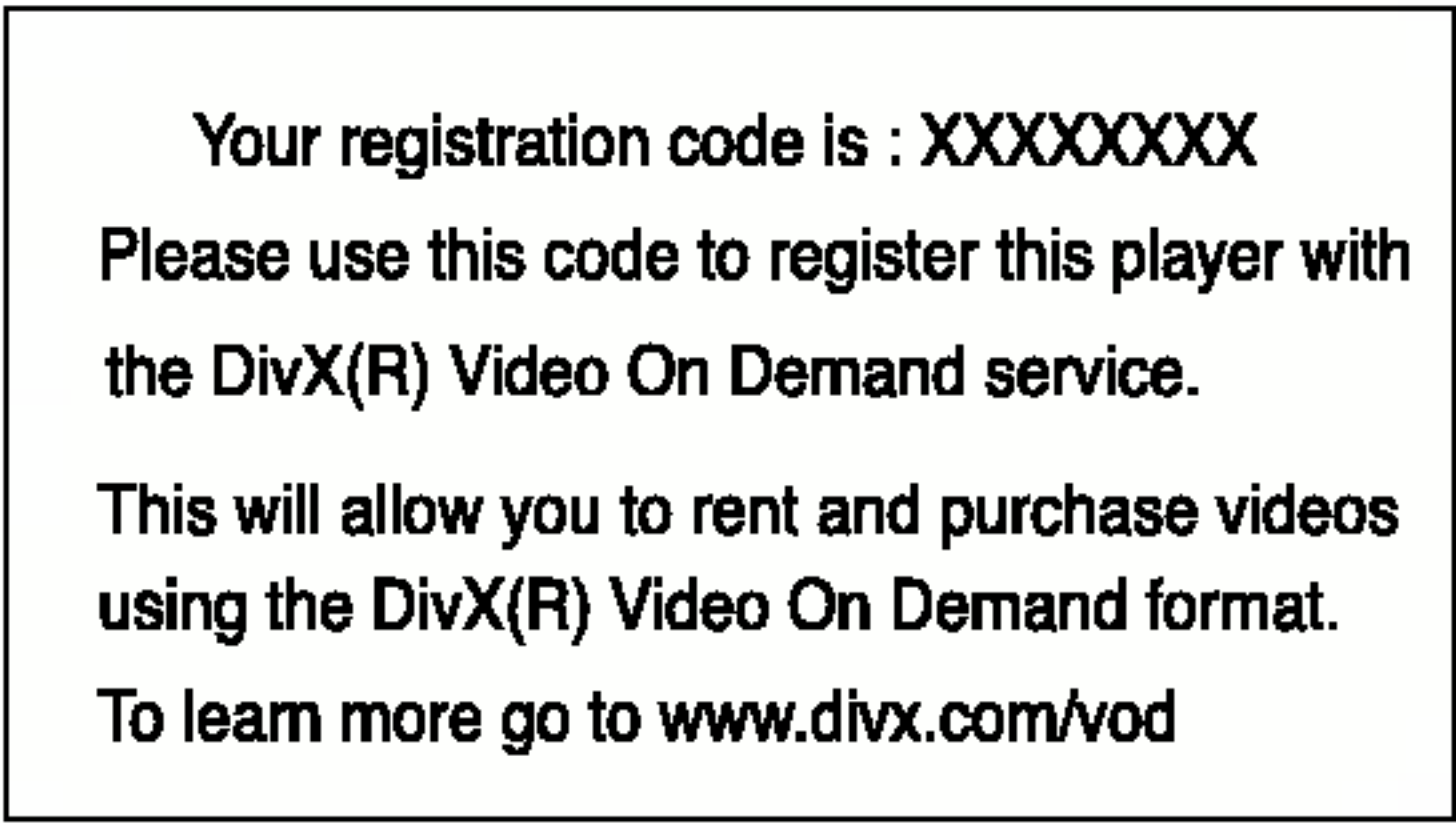 Your registration code is : XXXXXXXX
Please use this code to register this player with
the DivX(R) Video On Demand service.
This will allow you to rent and purchase videos
using the DivX(R) Video On Demand format.
To learn more go to www.divx.com/vod